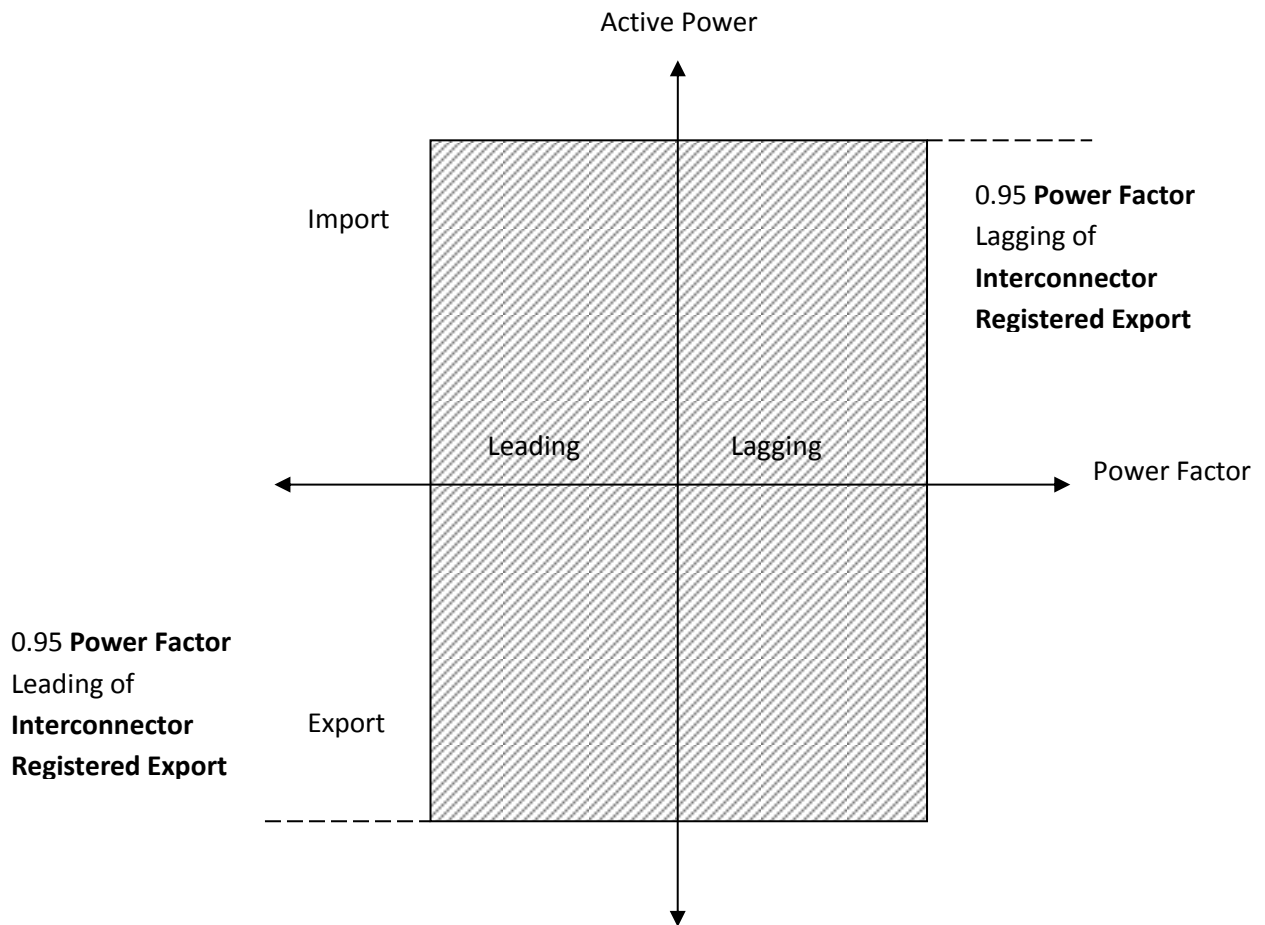 Active Power
Import
0.95 Power Factor
Lagging of
Interconnector
Registered Export
Leading
Lagging
Power Factor
0.95 Power Factor
Leading of
Interconnector
Registered Export
Export